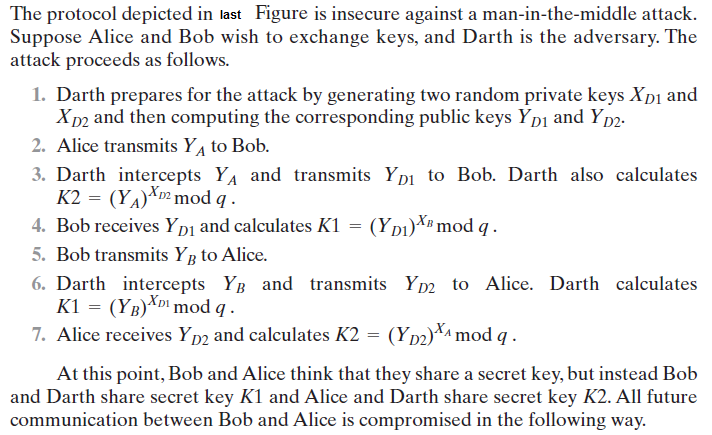 The protocol depicted in last Figure is insecure against a man-in-the-middle attack.
Suppose Alice and Bob wish to exchange keys, and Darth is the adversary. The
attack proceeds as follows.
1. Darth prepares for the attack by generating two random private keys X_{D1} and
X_{D2} and then computing the corresponding public keys Y_{D1} and Y_{D2}.
2. Alice transmits Y_A to Bob.
3. Darth intercepts Y_A and transmits Y_{D1} to Bob. Darth also calculates
K2 = (Y_A)^{X_{D2}} mod q.
4. Bob receives Y_{D1} and calculates K1 = (Y_{D1})^{X_B} mod q.
5. Bob transmits Y_B to Alice.
6. Darth intercepts Y_B and transmits Y_{D2} to Alice. Darth calculates
K1 = (Y_B)^{X_{D1}} mod q.
7. Alice receives Y_{D2} and calculates K2 = (Y_{D2})^{X_A} mod q.
At this point, Bob and Alice think that they share a secret key, but instead Bob
and Darth share secret key K1 and Alice and Darth share secret key K2. All future
communication between Bob and Alice is compromised in the following way.